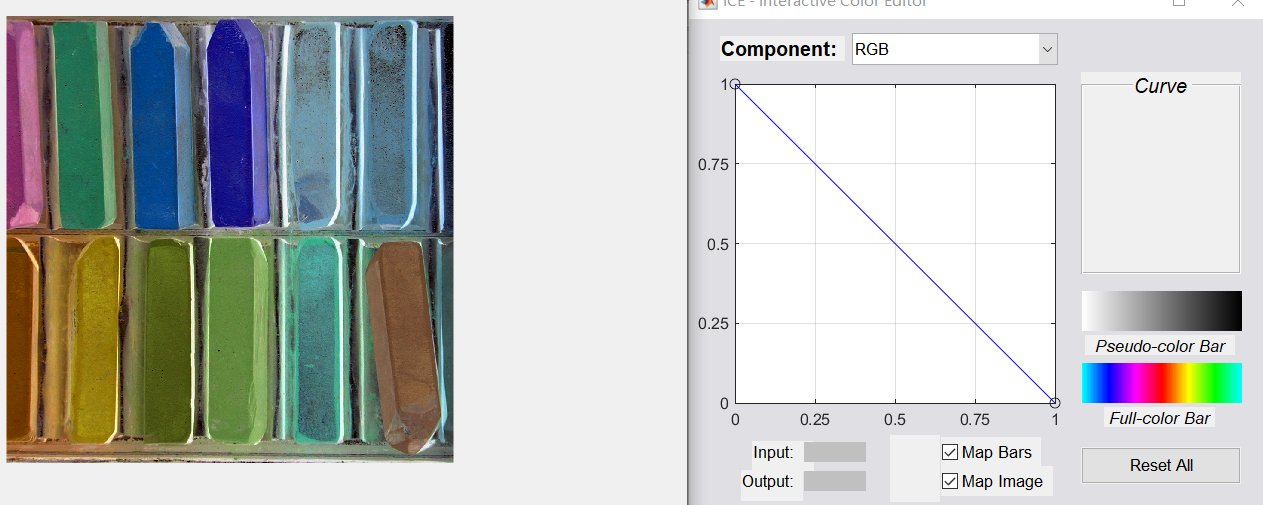 ICE - Interactive Color Editor
Component: RGB
Curve
1
0.75
0.5
0.25
0
0 0.25 0.5 0.75 1
Pseudo-color Bar
Full-color Bar
Input:
Map Bars
Output:
Map Image
Reset All